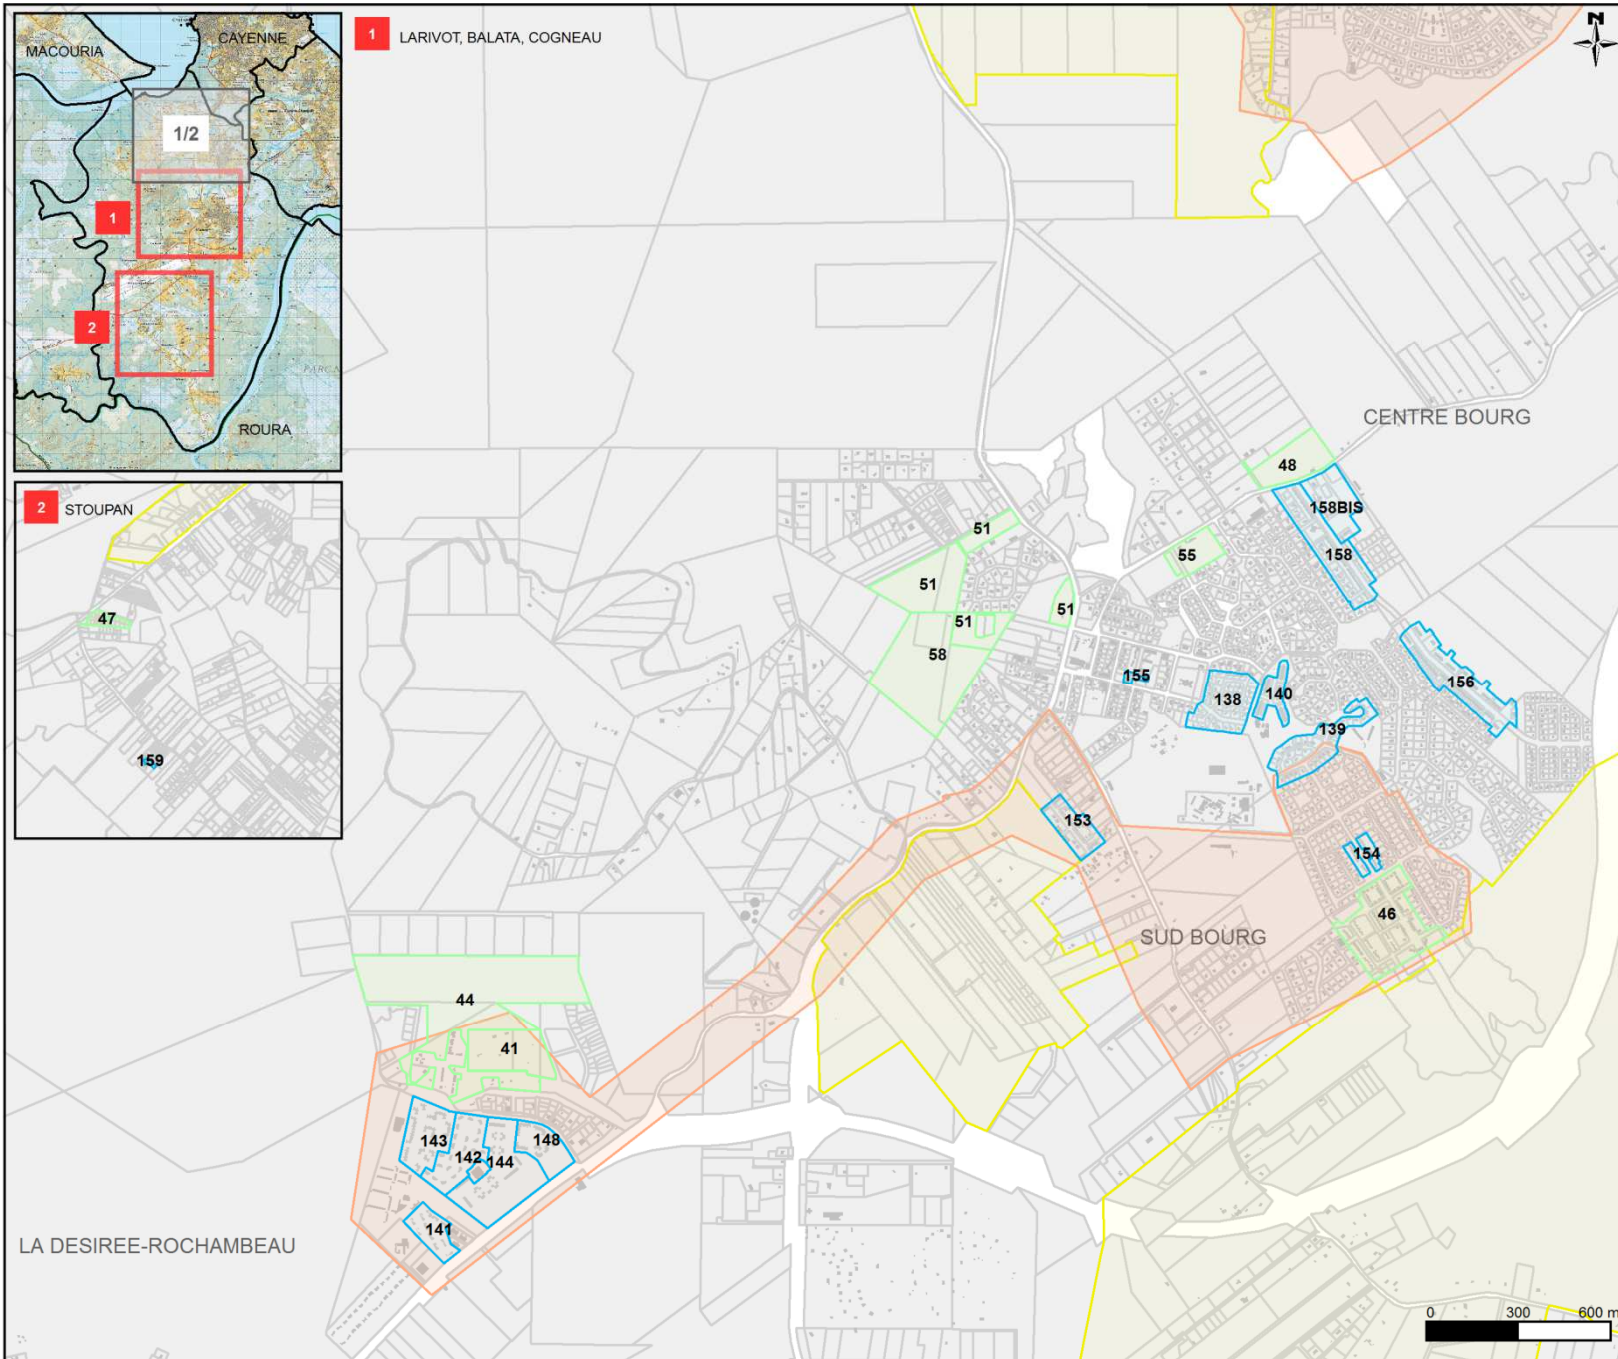 MACOURIA
CAYENNE
1/2
1
2
ROURA
1 LARIVOT, BALATA, COGNEAU
N
2 STOUPAN
47
159
CENTRE BOURG
48
158BIS
158
51
55
51
51
51
58
155
138
140
139
156
153
154
46
SUD BOURG
44
41
143
142
144
148
141
LA DESIREE-ROCHAMBEAU
0 300 600 m